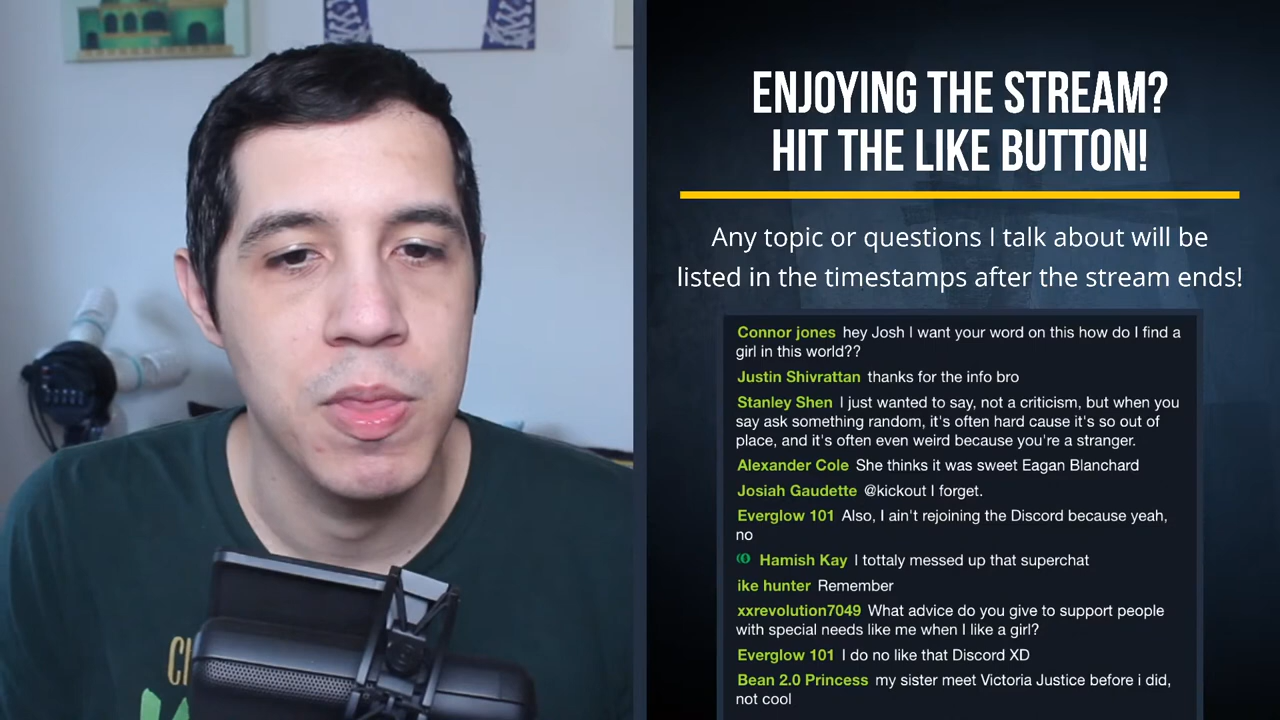 ENJOYING THE STREAM?
HIT THE LIKE BUTTON!
Any topic or questions I talk about will be
listed in the timestamps after the stream ends!
Connor jones hey Josh I want your word on this how do I find a
girl in this world??
Justin Shivrattan thanks for the info bro
Stanley Shen I just wanted to say, not a criticism, but when you
say ask something random, it's often hard cause it's so out of
place, and it's often even weird because you're a stranger.
Alexander Cole She thinks it was sweet Eagan Blanchard
Josiah Gaudette @kickout I forget.
Everglow 101 Also, I ain't rejoining the Discord because yeah,
no
Hamish Kay I tottaly messed up that superchat
ike hunter Remember
xxrevolution7049 What advice do you give to support people
with special needs like me when I like a girl?
Everglow 101 I do no like that Discord XD
Bean 2.0 Princess my sister meet Victoria Justice before i did,
not cool